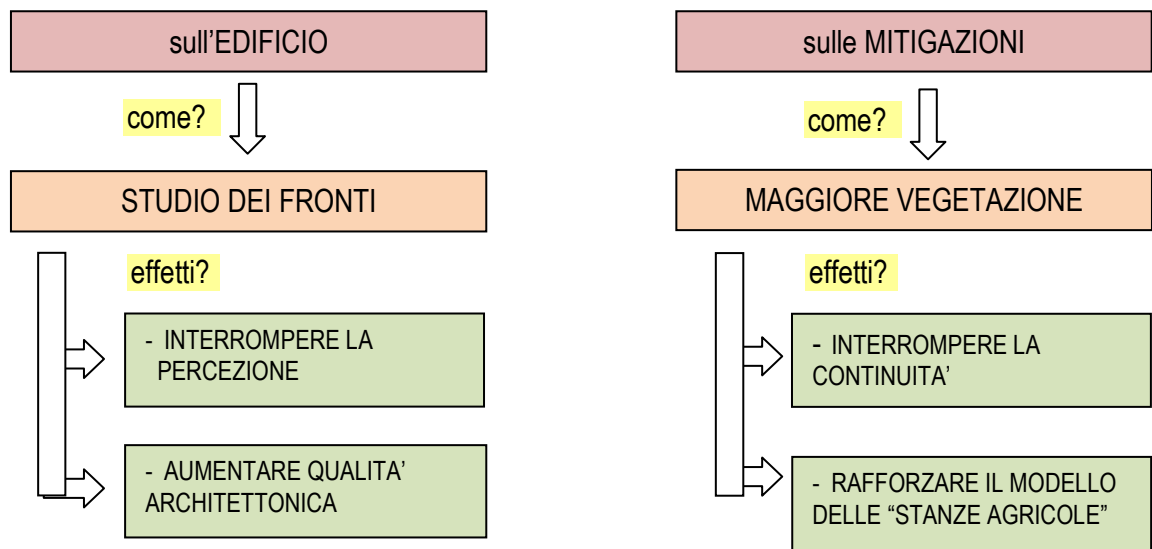 sull'EDIFICIO
come?
STUDIO DEI FRONTI
effetti?
- INTERROMPERE LA
PERCEZIONE
- AUMENTARE QUALITA'
ARCHITETTONICA
sulle MITIGAZIONI
come?
MAGGIORE VEGETAZIONE
effetti?
- INTERROMPERE LA
CONTINUITA'
- RAFFORZARE IL MODELLO
DELLE “STANZE AGRICOLE”